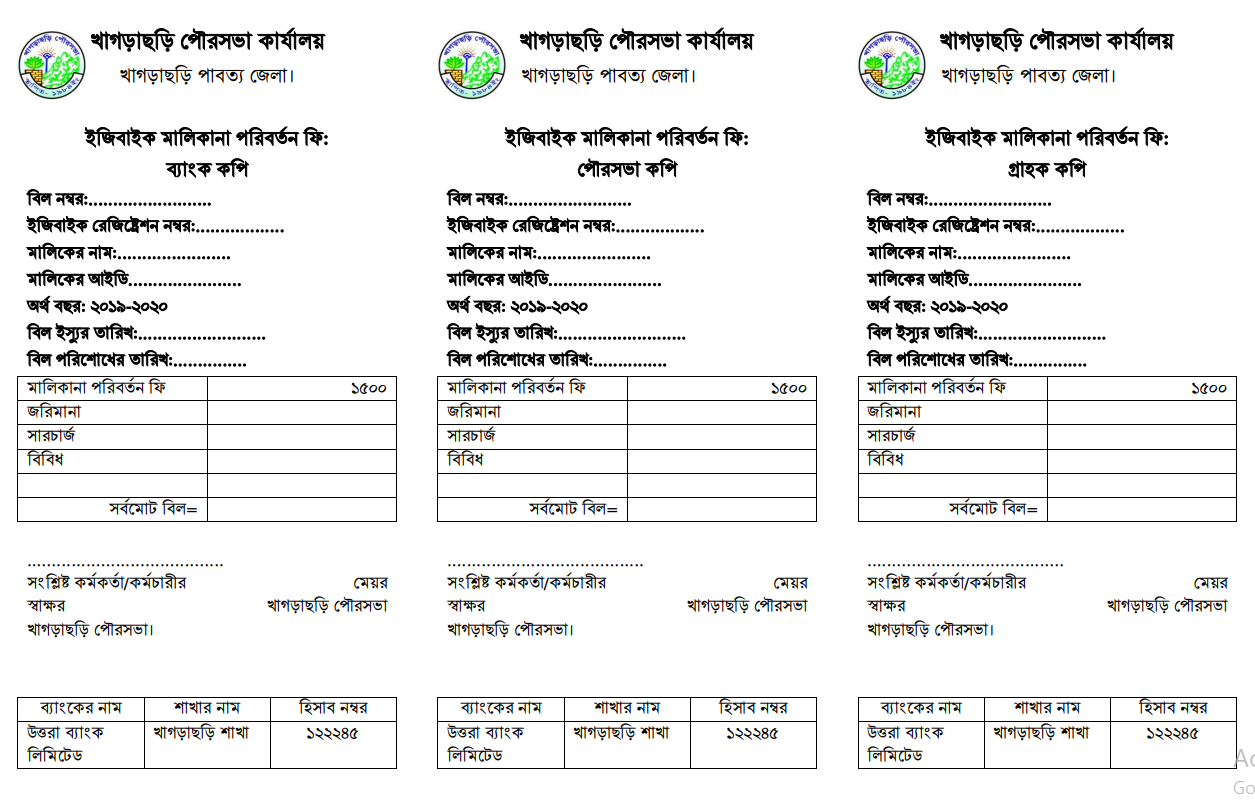 খাগড়াছড়ি পৌরসভা কার্যালয়
খাগড়াছড়ি পাবত্য জেলা।
ইজিবাইক মালিকানা পরিবর্তন ফি:
ব্যাংক কপি
বিল নম্বর:.........................
ইজিবাইক রেজিষ্ট্রেশন নম্বর:..................
মালিকের নাম:.......................
মালিকের আইডি.......................
অর্থ বছর: ২০১৯-২০২০
বিল ইস্যুর তারিখ:..........................
বিল পরিশোধের তারিখ:...............
মালিকানা পরিবর্তন ফি ১৫০০
জরিমানা
সারচার্জ
বিবিধ
সর্বমোট বিল=
........................................
সংশ্লিষ্ট কর্মকর্তা/কর্মচারীর মেয়র
স্বাক্ষর খাগড়াছড়ি পৌরসভা
খাগড়াছড়ি পৌরসভা।
ব্যাংকের নাম শাখার নাম হিসাব নম্বর
উত্তরা ব্যাংক খাগড়াছড়ি শাখা ১২২২৪৫
লিমিটেড
খাগড়াছড়ি পৌরসভা কার্যালয়
খাগড়াছড়ি পাবত্য জেলা।
ইজিবাইক মালিকানা পরিবর্তন ফি:
পৌরসভা কপি
বিল নম্বর:.........................
ইজিবাইক রেজিষ্ট্রেশন নম্বর:..................
মালিকের নাম:.......................
মালিকের আইডি.......................
অর্থ বছর: ২০১৯-২০২০
বিল ইস্যুর তারিখ:..........................
বিল পরিশোধের তারিখ:...............
মালিকানা পরিবর্তন ফি ১৫০০
জরিমানা
সারচার্জ
বিবিধ
সর্বমোট বিল=
........................................
সংশ্লিষ্ট কর্মকর্তা/কর্মচারীর মেয়র
স্বাক্ষর খাগড়াছড়ি পৌরসভা
খাগড়াছড়ি পৌরসভা।
ব্যাংকের নাম শাখার নাম হিসাব নম্বর
উত্তরা ব্যাংক খাগড়াছড়ি শাখা ১২২২৪৫
লিমিটেড
খাগড়াছড়ি পৌরসভা কার্যালয়
খাগড়াছড়ি পাবত্য জেলা।
ইজিবাইক মালিকানা পরিবর্তন ফি:
গ্রাহক কপি
বিল নম্বর:.........................
ইজিবাইক রেজিষ্ট্রেশন নম্বর:..................
মালিকের নাম:.......................
মালিকের আইডি.......................
অর্থ বছর: ২০১৯-২০২০
বিল ইস্যুর তারিখ:..........................
বিল পরিশোধের তারিখ:...............
মালিকানা পরিবর্তন ফি ১৫০০
জরিমানা
সারচার্জ
বিবিধ
সর্বমোট বিল=
........................................
সংশ্লিষ্ট কর্মকর্তা/কর্মচারীর মেয়র
স্বাক্ষর খাগড়াছড়ি পৌরসভা
খাগড়াছড়ি পৌরসভা।
ব্যাংকের নাম শাখার নাম হিসাব নম্বর
উত্তরা ব্যাংক খাগড়াছড়ি শাখা ১২২২৪৫
লিমিটেড